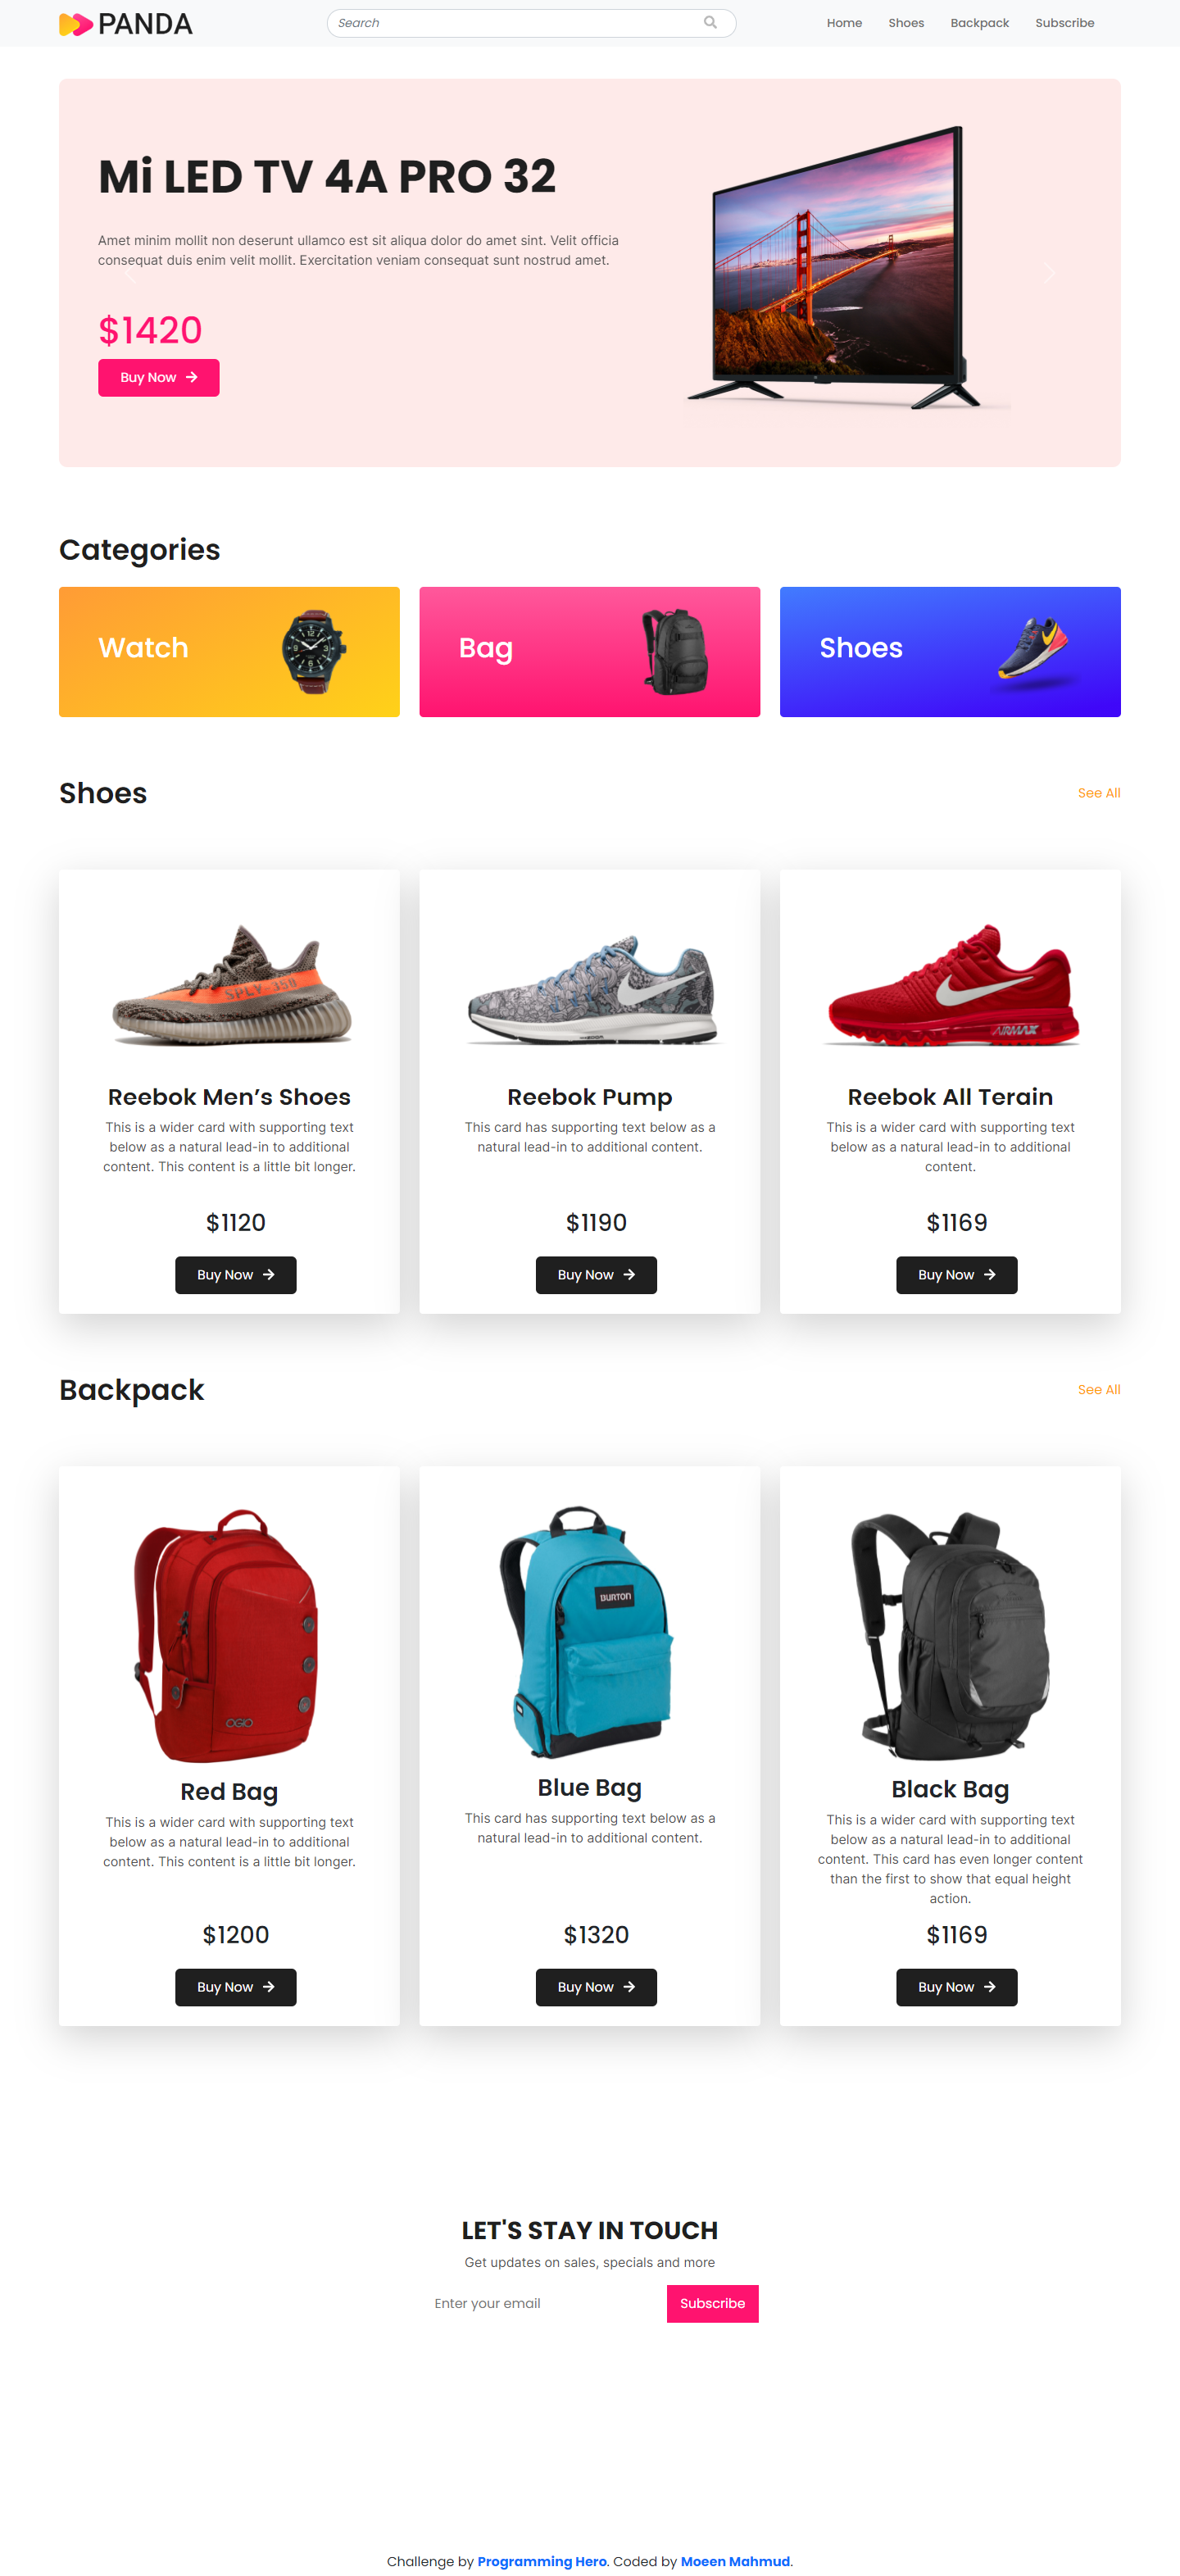 PANDA
Search
Home
Shoes
Backpack
Subscribe
Mi LED TV 4A PRO 32
Amet minim mollit non deserunt ullamco est sit aliqua dolor do amet sint. Velit officia
consequat duis enim velit mollit. Exercitation veniam consequat sunt nostrud amet.
$1420
Buy Now
Categories
Watch
Bag
Shoes
Shoes
See All
SPLY-350
AIRMAX
Reebok Men’s Shoes
This is a wider card with supporting text
below as a natural lead-in to additional
content. This content is a little bit longer.
$1120
Buy Now
Reebok Pump
This card has supporting text below as a
natural lead-in to additional content.
$1190
Buy Now
Reebok All Terain
This is a wider card with supporting text
below as a natural lead-in to additional
content.
$1169
Buy Now
Backpack
See All
OGIO
BURTON
Red Bag
This is a wider card with supporting text
below as a natural lead-in to additional
content. This content is a little bit longer.
$1200
Buy Now
Blue Bag
This card has supporting text below as a
natural lead-in to additional content.
$1320
Buy Now
Black Bag
This is a wider card with supporting text
below as a natural lead-in to additional
content. This card has even longer content
than the first to show that equal height
action.
$1169
Buy Now
LET'S STAY IN TOUCH
Get updates on sales, specials and more
Enter your email
Subscribe
Challenge by Programming Hero. Coded by Moeen Mahmud.